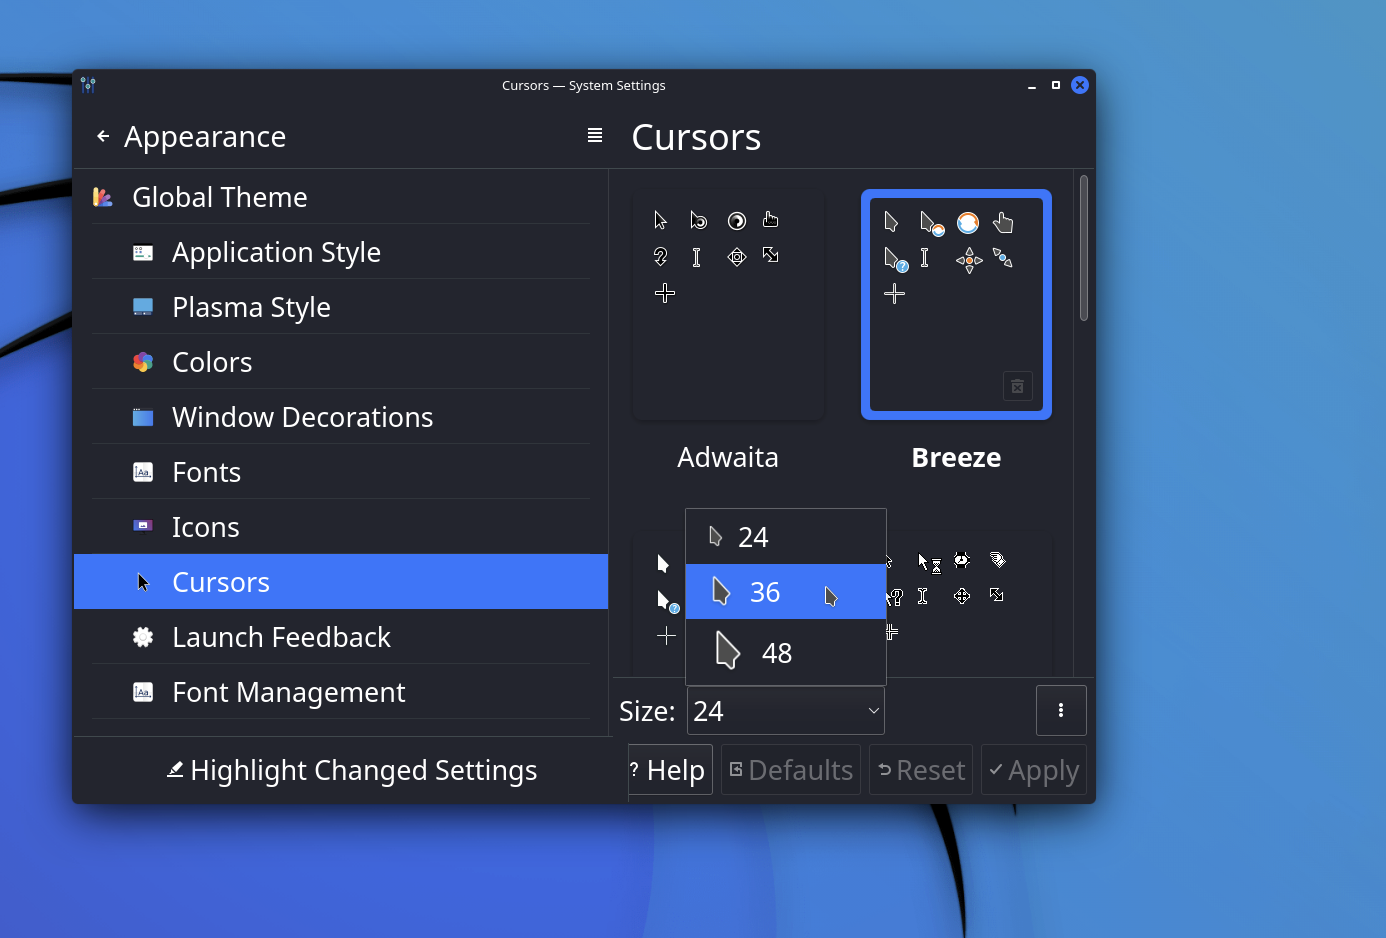 Cursors — System Settings
Appearance
Cursors
Global Theme
Application Style
Plasma Style
Colors
Window Decorations
Fonts
Icons
Cursors
Launch Feedback
Font Management
Highlight Changed Settings
Adwaita
Breeze
24
36
48
Size: 24
? Help
Defaults
Reset
Apply